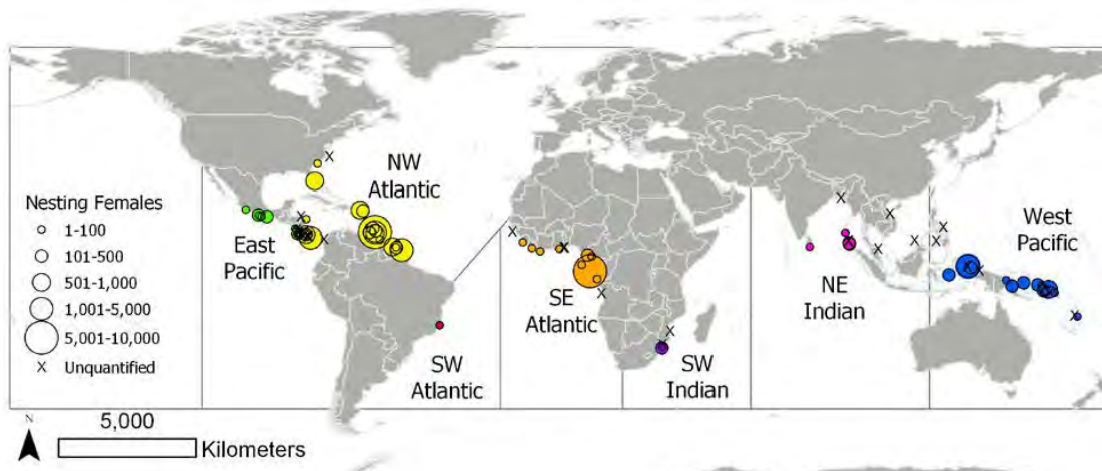 NW
Atlantic
Nesting Females
1-100
101-500
501-1,000
1,001-5,000
5,001-10,000
X Unquantified
East
Pacific
SW
Atlantic
SE
Atlantic
SW
Indian
NE
Indian
West
Pacific
N
5,000
Kilometers